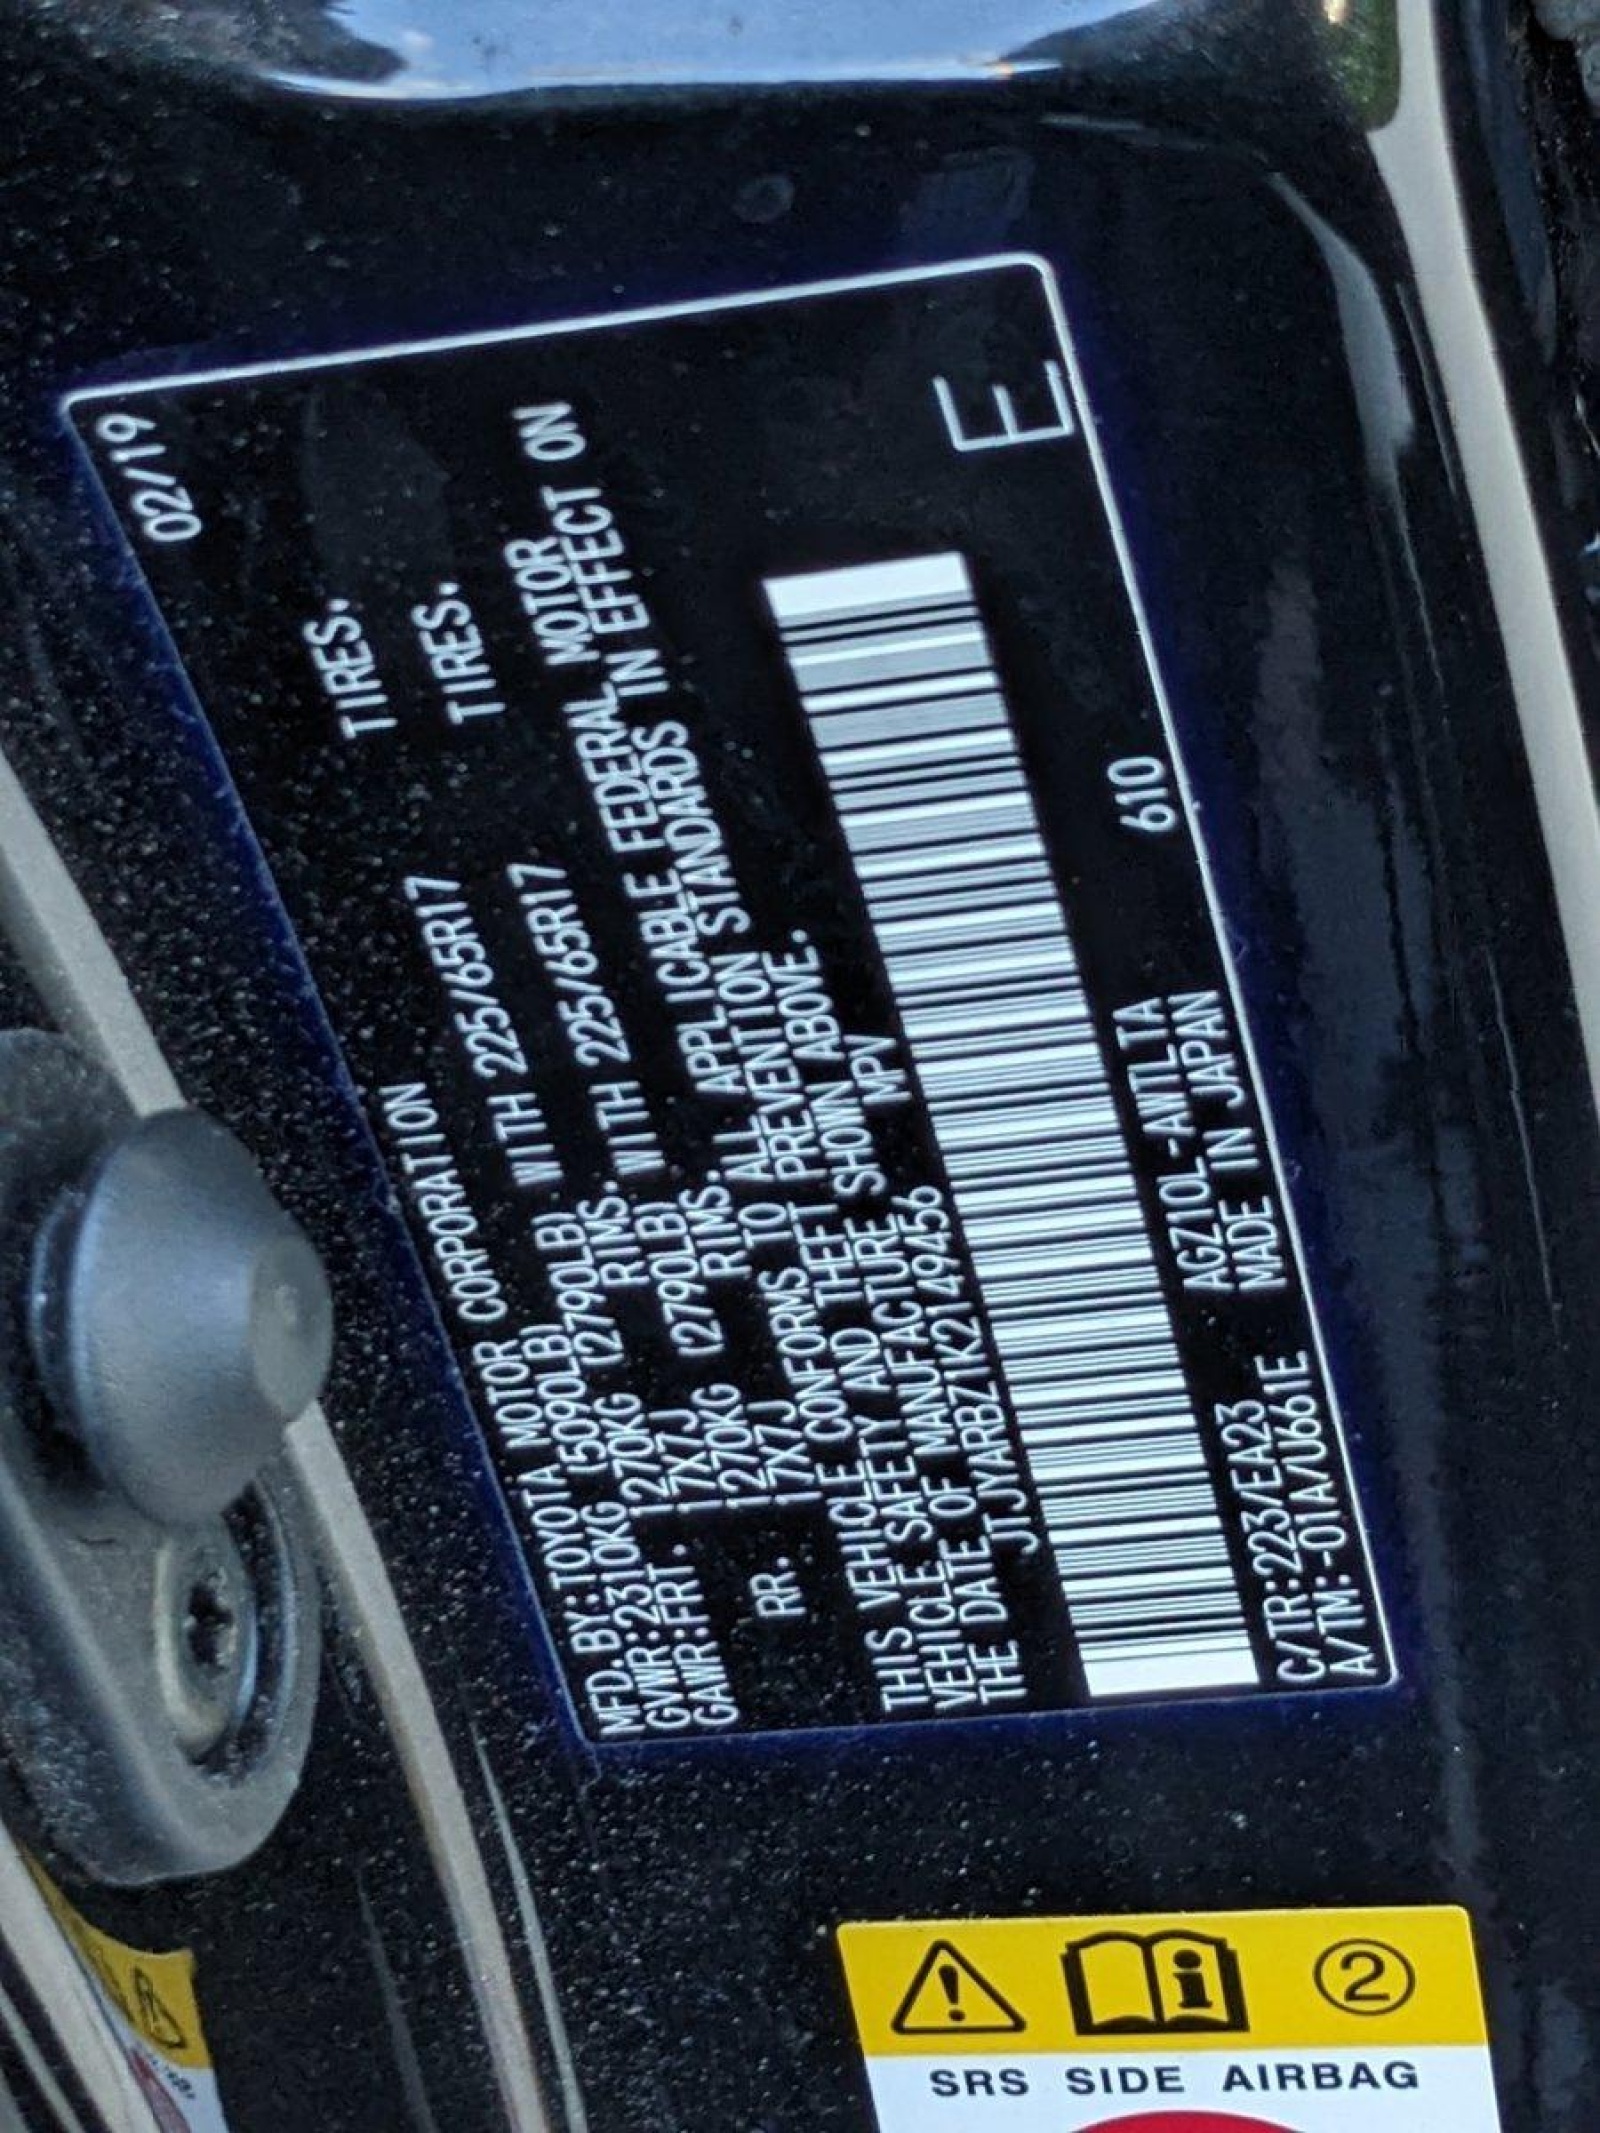 MFD.BY:TOYOTA MOTOR CORPORATION 02/19
GVWR:2310KG (5090LB)
GAWR:FRT. 1270KG (2790LB) WITH 225/65R17 TIRES.
17X7J RIMS.
RR. 1270KG (2790LB) WITH 225/65R17 TIRES.
17X7J RIMS.
THIS VEHICLE CONFORMS TO ALL APPLICABLE FEDERAL MOTOR
VEHICLE SAFETY AND THEFT PREVENTION STANDARDS IN EFFECT ON
THE DATE OF MANUFACTURE SHOWN ABOVE.
JTJYARBZ1K2149456 MPV
C/TR:223/EA23 AGZ10L-AWTLTA 610
A/TM:-01A/U661E MADE IN JAPAN
E
2
SRS SIDE AIRBAG